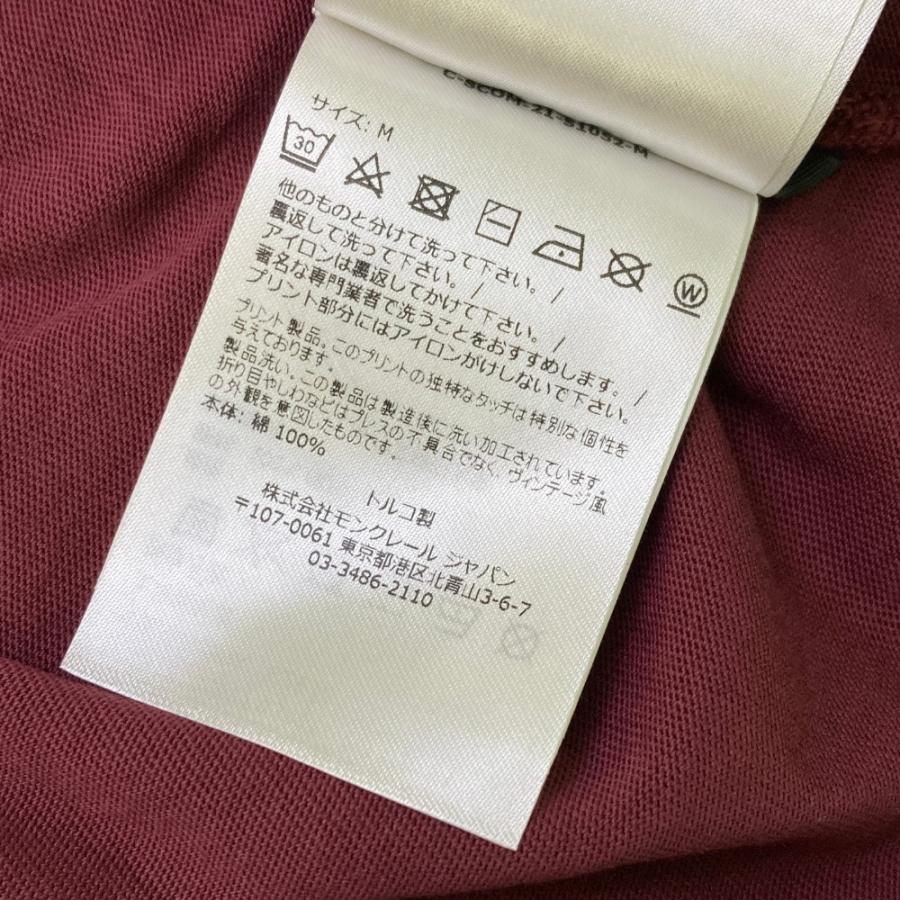 C-SCOM-21-51052-M
サイズ: M
30
W
他のものと分けて洗って下さい。/
裏返して洗って下さい。/
アイロンは裏返してかけて下さい。/
著名な専門業者で洗うことをおすすめします。/
プリント部分にはアイロンがけしないで下さい。
プリント製品。このプリントの独特なタッチは特別な個性を
与えております。
製品洗い。この製品は製造後に洗い加工されています。
折り目やしわなどはプレスの不具合でなく、ヴィンテージ風
の外観を意図したものです。
本体: 綿 100%
トルコ製
株式会社モンクレール ジャパン
〒107-0061 東京都港区北青山3-6-7
03-3486-2110